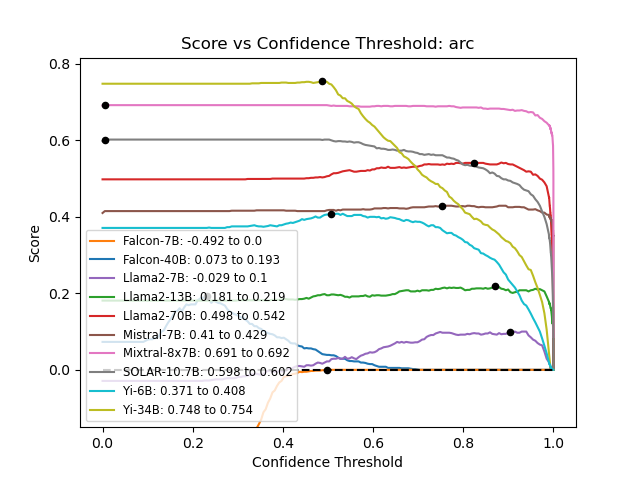 Score vs Confidence Threshold: arc
0.8
0.6
0.4
0.2
0.0
Score
Falcon-7B: -0.492 to 0.0
Falcon-40B: 0.073 to 0.193
Llama2-7B: -0.029 to 0.1
Llama2-13B: 0.181 to 0.219
Llama2-70B: 0.498 to 0.542
Mistral-7B: 0.41 to 0.429
Mixtral-8x7B: 0.691 to 0.692
SOLAR-10.7B: 0.598 to 0.602
Yi-6B: 0.371 to 0.408
Yi-34B: 0.748 to 0.754
0.0 0.2 0.4 0.6 0.8 1.0
Confidence Threshold